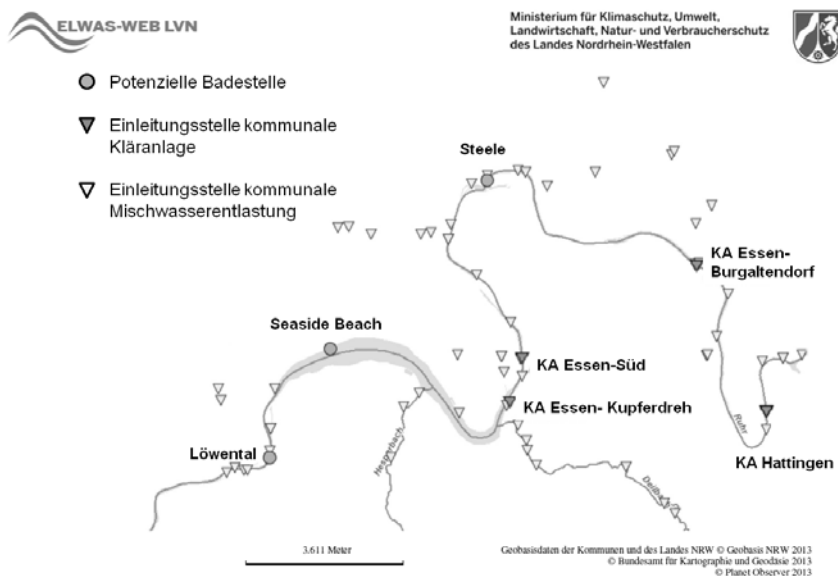 ELWAS-WEB LVN
Ministerium für Klimaschutz, Umwelt,
Landwirtschaft, Natur- und Verbraucherschutz
des Landes Nordrhein-Westfalen
Potenzielle Badestelle
Einleitungsstelle kommunale
Kläranlage
Einleitungsstelle kommunale
Mischwasserentlastung
Steele
KA Essen-
Burgaltendorf
Seaside Beach
KA Essen-Süd
KA Essen- Kupferdreh
Ruhr
Hesperbach
Löwental
KA Hattingen
Deilbach
3.611 Meter
Geobasisdaten der Kommunen und des Landes NRW © Geobasis NRW 2013
© Bundesamt für Kartographie und Geodäsie 2013
© Planet Observer 2013